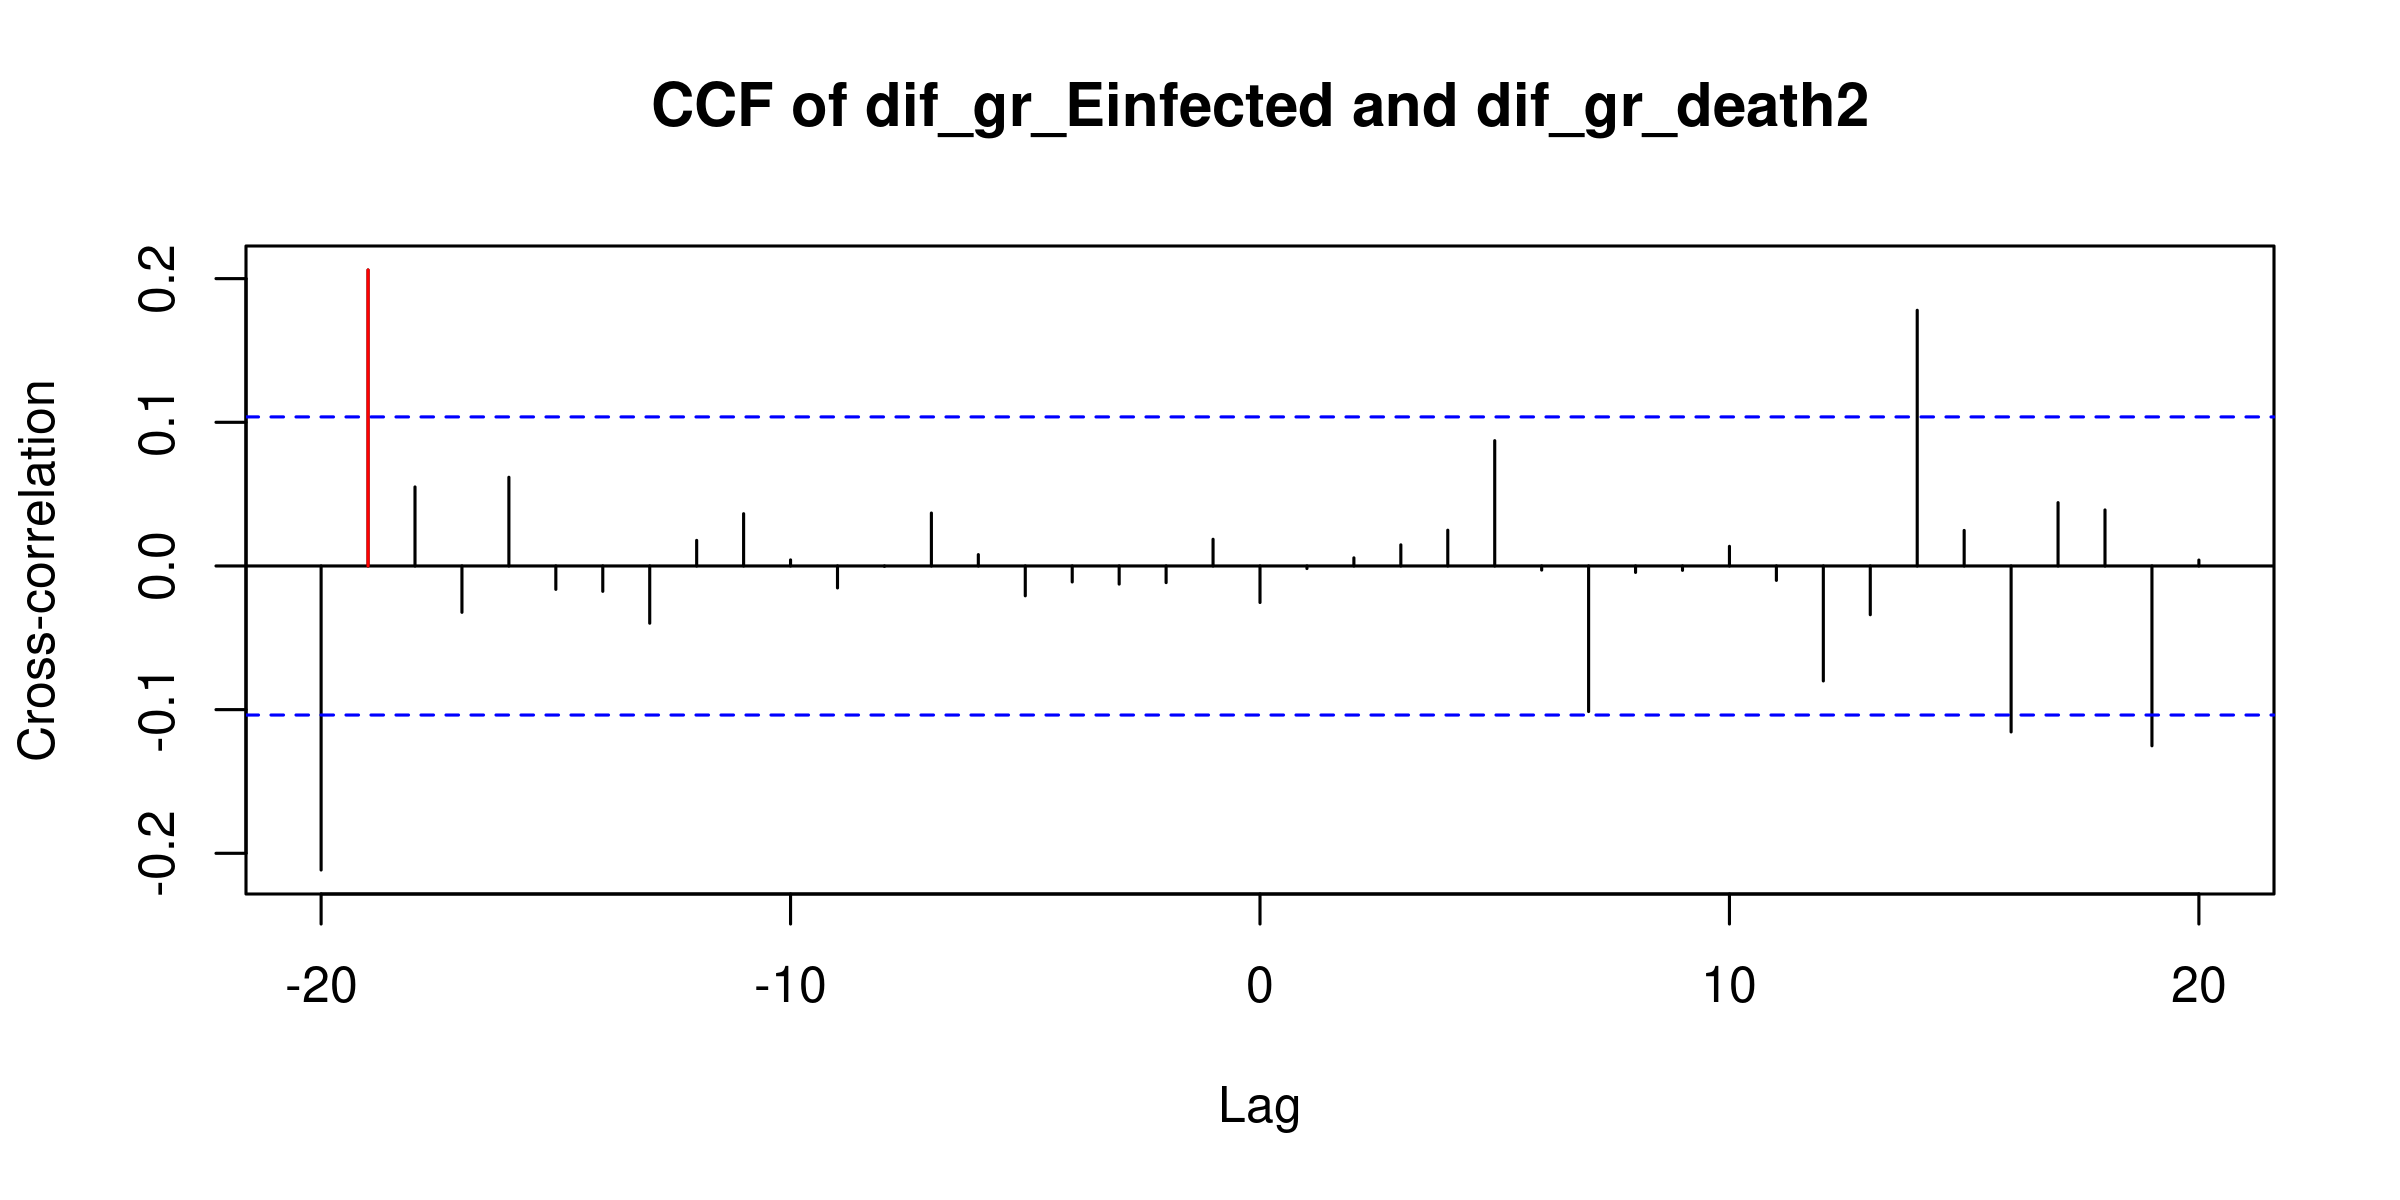 CCF of dif_gr_Einfected and dif_gr_death2
Cross-correlation
0.2
0.1
0.0
-0.1
-0.2
-20 -10 0 10 20
Lag